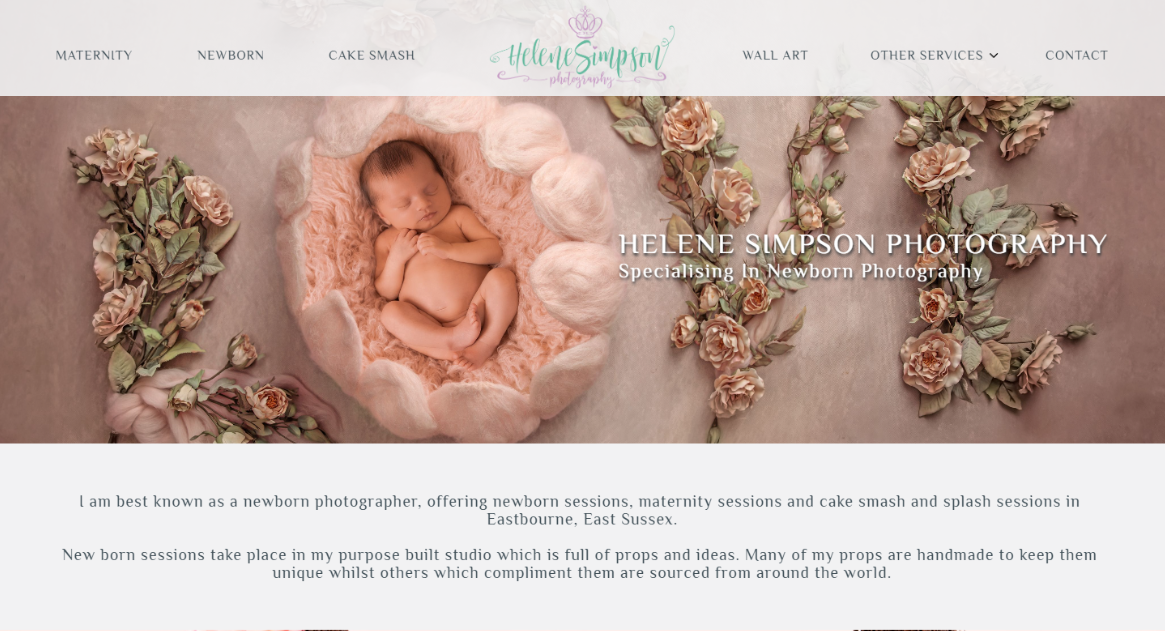 MATERNITY NEWBORN CAKE SMASH Helene Simpson photography WALL ART OTHER SERVICES CONTACT
HELENE SIMPSON PHOTOGRAPHY
Specialising In Newborn Photography
I am best known as a newborn photographer, offering newborn sessions, maternity sessions and cake smash and splash sessions in
Eastbourne, East Sussex.
New born sessions take place in my purpose built studio which is full of props and ideas. Many of my props are handmade to keep them
unique whilst others which compliment them are sourced from around the world.